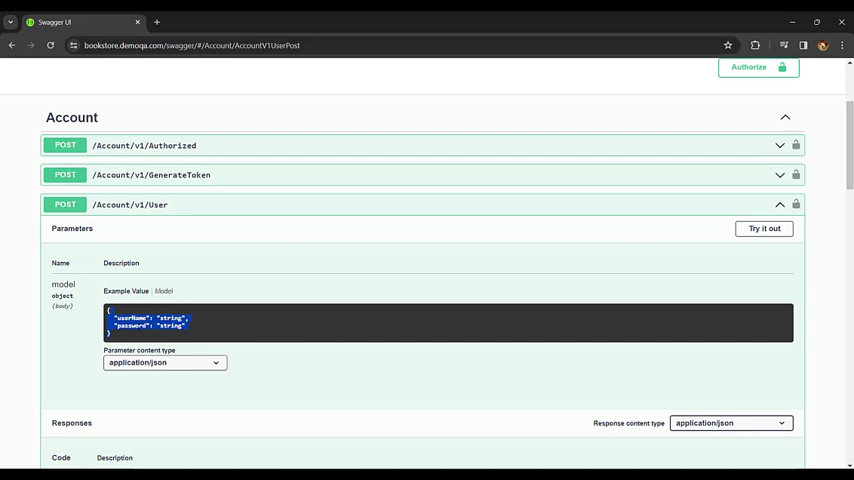 Swagger UI
bookstore.demoqa.com/swagger/#/Account/AccountV1UserPost
Authorize
Account
POST /Account/v1/Authorized
POST /Account/v1/GenerateToken
POST /Account/v1/User
Parameters
Try it out
Name Description
model
object
(body)
Example Value | Model
{
"userName": "string",
"password": "string"
}
Parameter content type
application/json
Responses
Response content type
application/json
Code Description